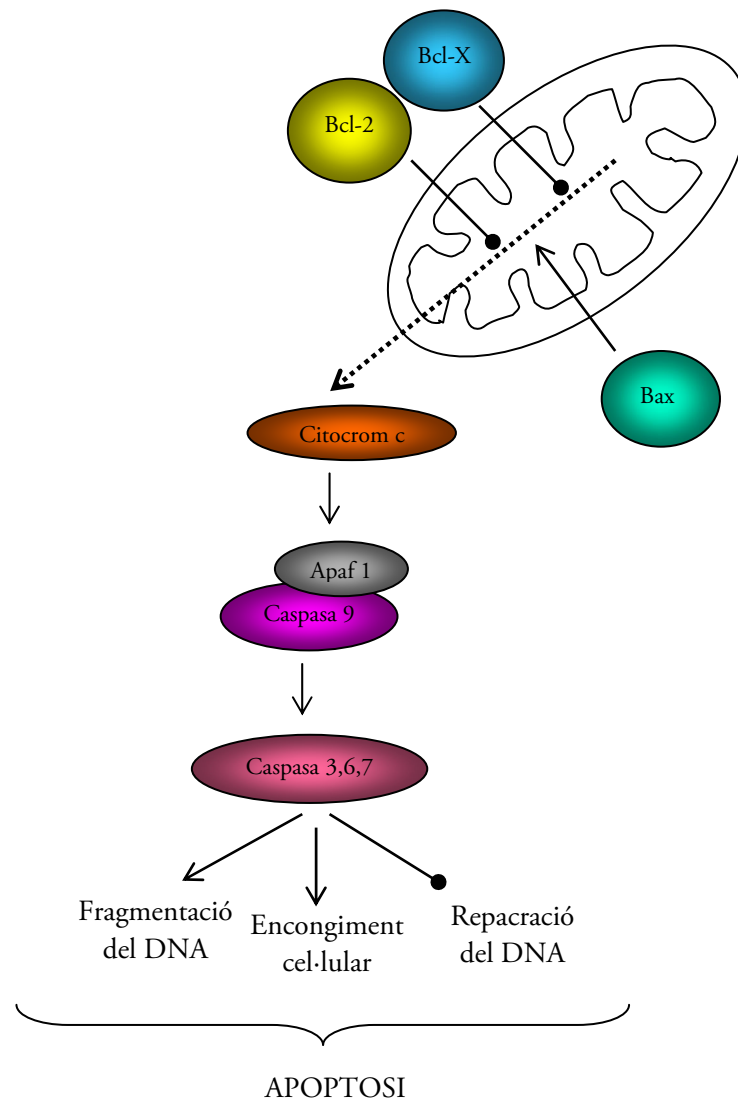 Bcl-X
Bcl-2
Bax
Citocrom c
Apaf 1
Caspasa 9
Caspasa 3,6,7
Fragmentació
del DNA
Encongiment
cel·lular
Repacració
del DNA
APOPTOSI